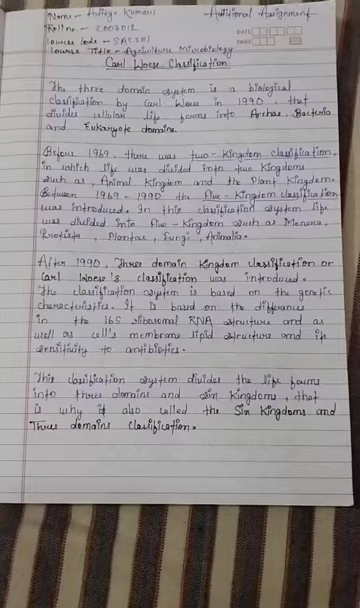 Name - Aditya Kumari
Additional Assignment
Roll no - 2003012
DATE
Course Code - SAC301
PAGE
Course Title - Agriculture Microbiology
Carl Woese Classification
The three domain system is a biological
classification by Carl Woese in 1990, that
divides cellular life forms into Archae, Bacteria
and Eukaryote domains.
Before 1969, there was two-kingdom classification,
in which life was divided into two Kingdoms
such as, Animal Kingdom and the Plant Kingdom.
Between 1969-1990 the five-kingdom classification
was introduced. In this classification system life
was divided into five-kingdom such as Monera,
Protista, Plantae, Fungi, Animalia.
After 1990, Three domain Kingdom classification or
Carl Woese's classification was introduced.
The classification system is based on the genetic
characteristics. It is based on the difference
in the 16S ribosomal RNA structure and as
well as cell's membrane lipid structure and its
sensitivity to antibiotics.
This classification system divides the life forms
into three domains and six kingdoms, that
is why it also called the Six Kingdoms and
Three domains Classification.